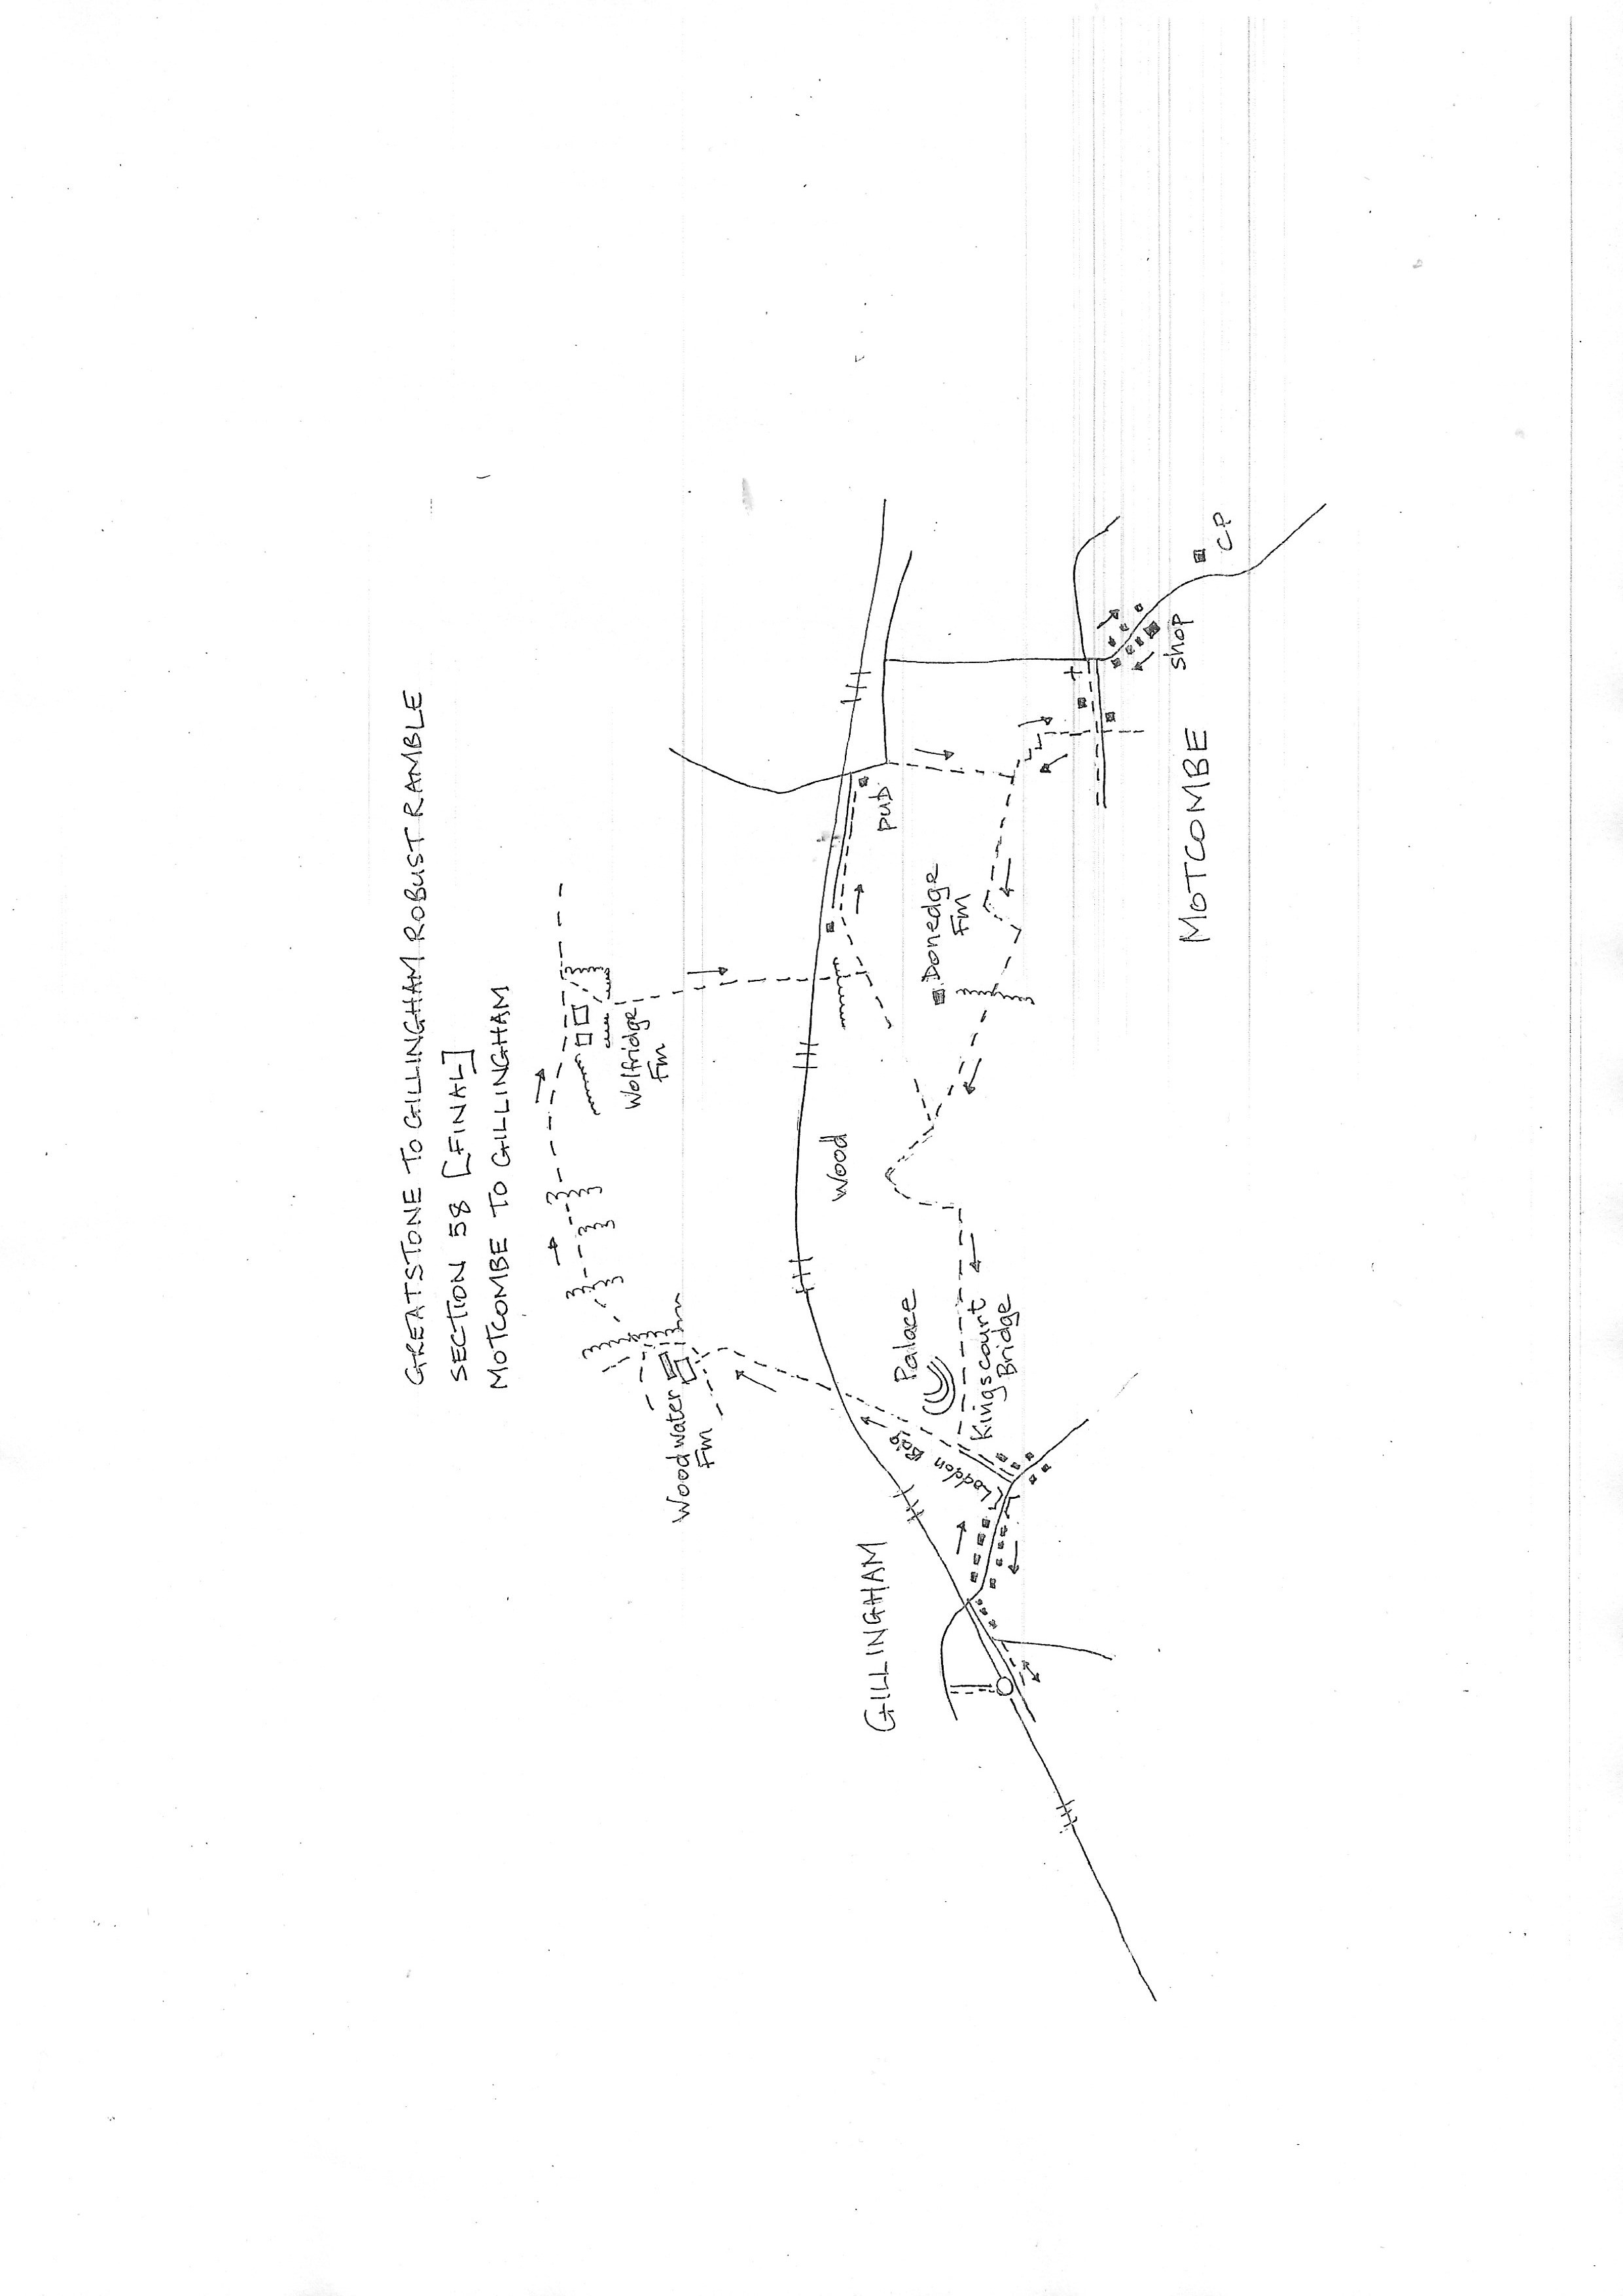 GREATSTONE TO GILLINGHAM ROBUST RAMBLE
SECTION 58 [FINAL]
MOTCOMBE TO GILLINGHAM
Woodwater
Fm
Wolfridge
Fm
GILLINGHAM
Loddon Bdg
Palace
Kingscourt
Bridge
Wood
Donedge
Fm
pub
MOTCOMBE
shop
CP